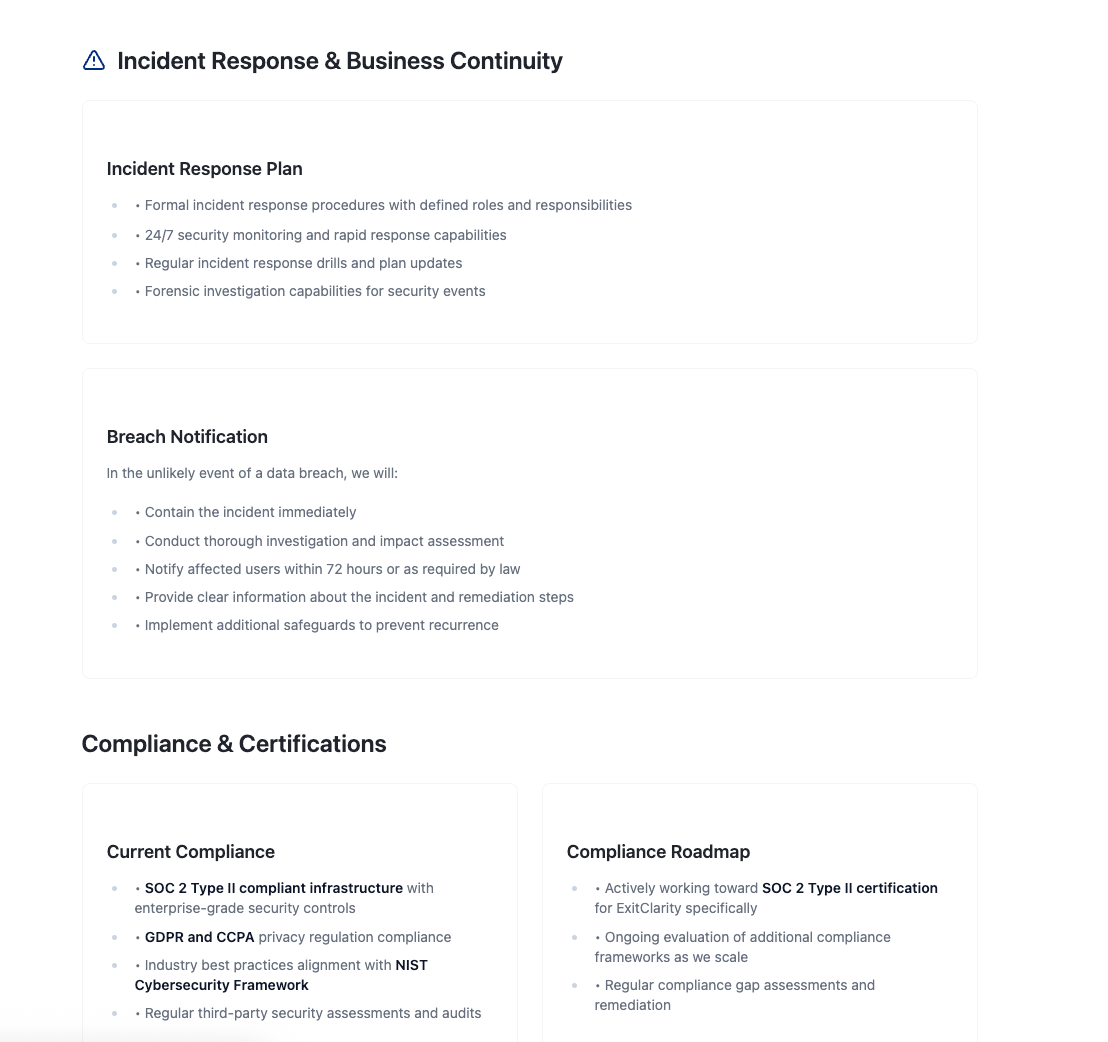 Incident Response & Business Continuity
Incident Response Plan
• Formal incident response procedures with defined roles and responsibilities
• 24/7 security monitoring and rapid response capabilities
• Regular incident response drills and plan updates
• Forensic investigation capabilities for security events
Breach Notification
In the unlikely event of a data breach, we will:
• Contain the incident immediately
• Conduct thorough investigation and impact assessment
• Notify affected users within 72 hours or as required by law
• Provide clear information about the incident and remediation steps
• Implement additional safeguards to prevent recurrence
Compliance & Certifications
Current Compliance
• SOC 2 Type II compliant infrastructure with
enterprise-grade security controls
• GDPR and CCPA privacy regulation compliance
• Industry best practices alignment with NIST
Cybersecurity Framework
• Regular third-party security assessments and audits
Compliance Roadmap
• Actively working toward SOC 2 Type II certification
for ExitClarity specifically
• Ongoing evaluation of additional compliance
frameworks as we scale
• Regular compliance gap assessments and
remediation